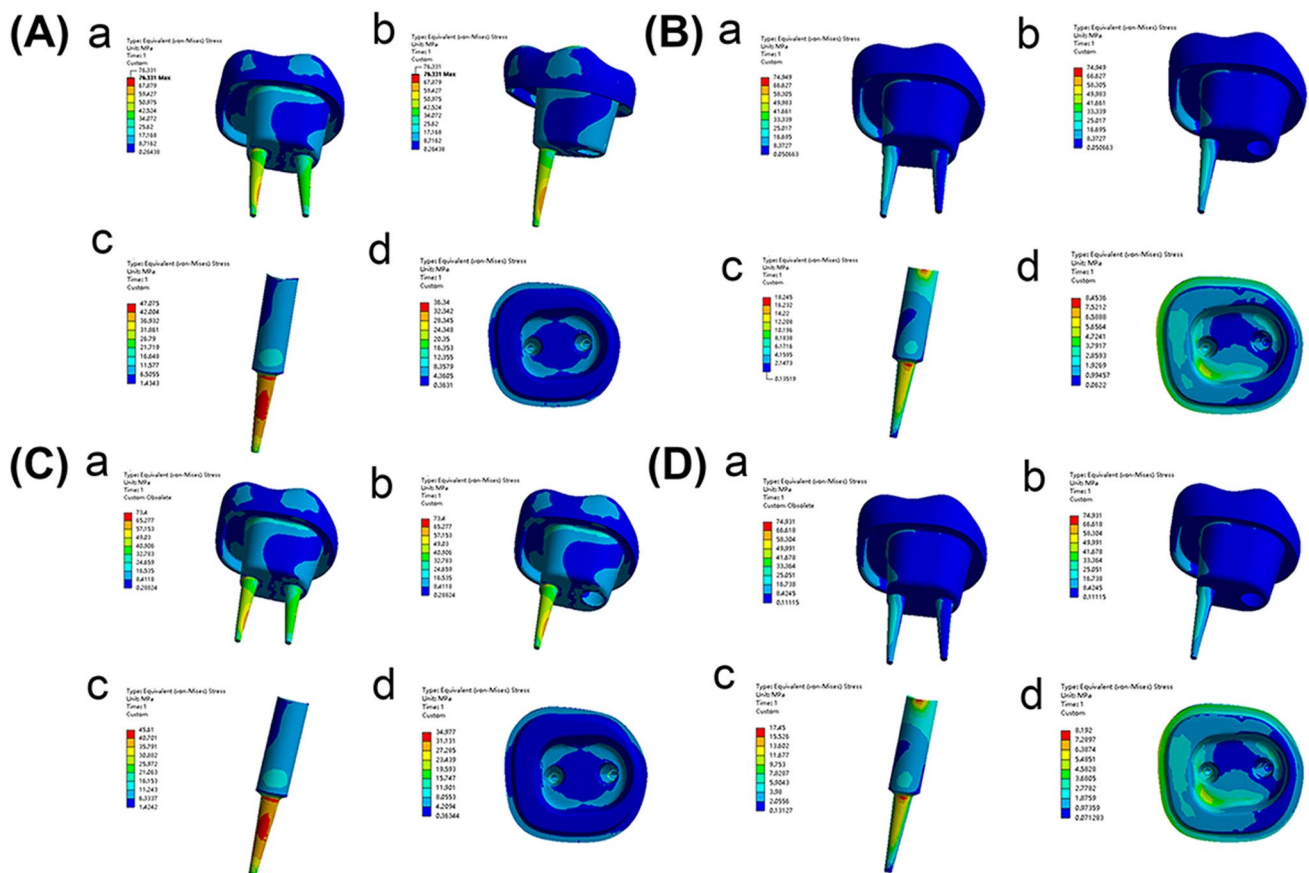 (A)
a
Type: Equivalent (von-Mises) Stress
Unit: MPa
Time: 1
Custom
76.331
76.331 Max
67.879
59.427
50.975
42.524
34.072
25.62
17.168
8.7162
0.26438
b
Type: Equivalent (von-Mises) Stress
Unit: MPa
Time: 1
Custom
76.331
76.331 Max
67.879
59.427
50.975
42.524
34.072
25.62
17.168
8.7162
0.26438
c
Type: Equivalent (von-Mises) Stress
Unit: MPa
Time: 1
Custom
47.075
42.004
36.932
31.861
26.79
21.719
16.648
11.577
6.5055
1.4343
d
Type: Equivalent (von-Mises) Stress
Unit: MPa
Time: 1
Custom
36.34
32.342
28.345
24.348
20.35
16.353
12.355
8.3579
4.3605
0.3631
(B)
a
Type: Equivalent (von-Mises) Stress
Unit: MPa
Time: 1
Custom
74.949
66.627
58.305
49.983
41.661
33.339
25.017
16.695
8.3727
0.050663
b
Type: Equivalent (von-Mises) Stress
Unit: MPa
Time: 1
Custom
74.949
66.627
58.305
49.983
41.661
33.339
25.017
16.695
8.3727
0.050663
c
Type: Equivalent (von-Mises) Stress
Unit: MPa
Time: 1
Custom
18.245
16.232
14.22
12.208
10.196
8.1838
6.1716
4.1595
2.1473
0.13519
d
Type: Equivalent (von-Mises) Stress
Unit: MPa
Time: 1
Custom
8.4536
7.5212
6.5888
5.6564
4.7241
3.7917
2.8593
1.9269
0.99457
0.0622
(C)
a
Type: Equivalent (von-Mises) Stress
Unit: MPa
Time: 1
Custom Obsolete
73.4
65.277
57.153
49.03
40.906
32.783
24.659
16.535
8.4118
0.28824
b
Type: Equivalent (von-Mises) Stress
Unit: MPa
Time: 1
Custom
73.4
65.277
57.153
49.03
40.906
32.783
24.659
16.535
8.4118
0.28824
c
Type: Equivalent (von-Mises) Stress
Unit: MPa
Time: 1
Custom
45.61
40.701
35.791
30.882
25.972
21.063
16.153
11.243
6.3337
1.4242
d
Type: Equivalent (von-Mises) Stress
Unit: MPa
Time: 1
Custom
34.977
31.131
27.285
23.439
19.593
15.747
11.901
8.0553
4.2094
0.36344
(D)
a
Type: Equivalent (von-Mises) Stress
Unit: MPa
Time: 1
Custom Obsolete
74.931
66.618
58.304
49.991
41.678
33.364
25.051
16.738
8.4245
0.11115
b
Type: Equivalent (von-Mises) Stress
Unit: MPa
Time: 1
Custom
74.931
66.618
58.304
49.991
41.678
33.364
25.051
16.738
8.4245
0.11115
c
Type: Equivalent (von-Mises) Stress
Unit: MPa
Time: 1
Custom
17.45
15.526
13.602
11.677
9.753
7.8287
5.9043
3.98
2.0556
0.13127
d
Type: Equivalent (von-Mises) Stress
Unit: MPa
Time: 1
Custom
8.192
7.2897
6.3874
5.4851
4.5828
3.6805
2.7782
1.8759
0.97359
0.071283